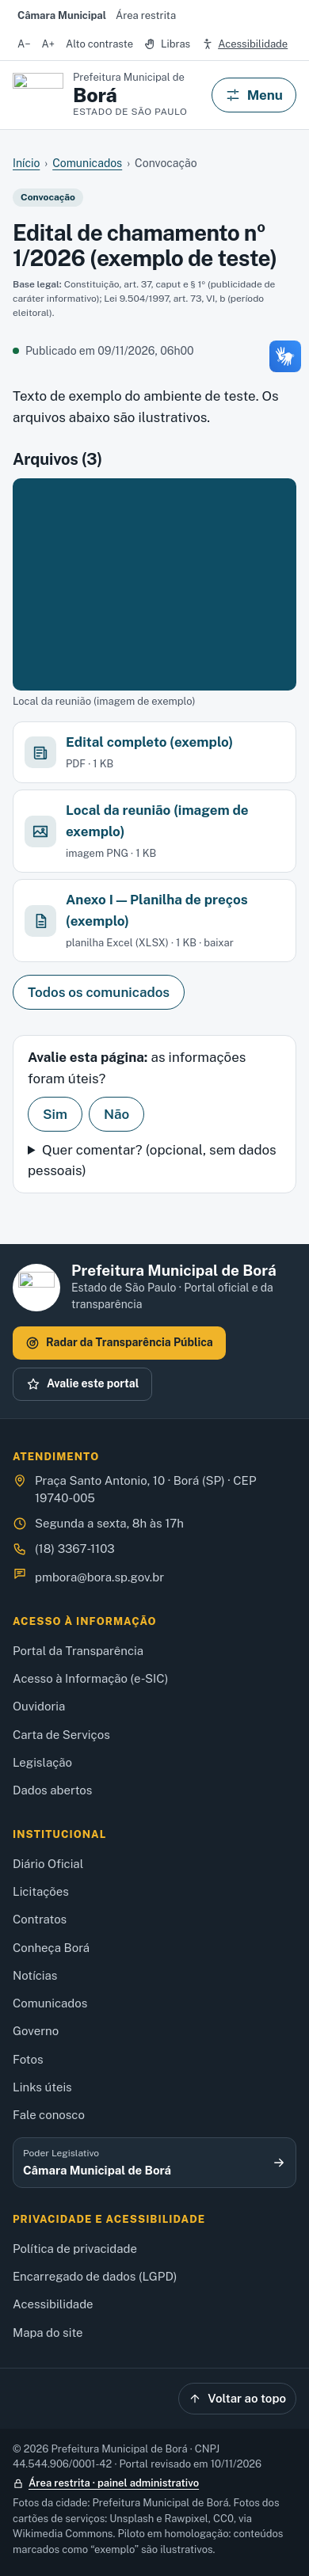 Câmara Municipal Área restrita
A− A+ Alto contraste Libras Acessibilidade
Prefeitura Municipal de
Borá
ESTADO DE SÃO PAULO
Menu
Início › Comunicados › Convocação
Convocação
Edital de chamamento nº
1/2026 (exemplo de teste)
Base legal: Constituição, art. 37, caput e § 1º (publicidade de
caráter informativo); Lei 9.504/1997, art. 73, VI, b (período
eleitoral).
Publicado em 09/11/2026, 06h00
Texto de exemplo do ambiente de teste. Os
arquivos abaixo são ilustrativos.
Arquivos (3)
Local da reunião (imagem de exemplo)
Edital completo (exemplo)
PDF · 1 KB
Local da reunião (imagem de
exemplo)
imagem PNG · 1 KB
Anexo I — Planilha de preços
(exemplo)
planilha Excel (XLSX) · 1 KB · baixar
Todos os comunicados
Avalie esta página: as informações
foram úteis?
Sim Não
Quer comentar? (opcional, sem dados
pessoais)
Prefeitura Municipal de Borá
Estado de São Paulo · Portal oficial e da
transparência
Radar da Transparência Pública
Avalie este portal
ATENDIMENTO
Praça Santo Antonio, 10 · Borá (SP) · CEP
19740-005
Segunda a sexta, 8h às 17h
(18) 3367-1103
pmbora@bora.sp.gov.br
ACESSO À INFORMAÇÃO
Portal da Transparência
Acesso à Informação (e-SIC)
Ouvidoria
Carta de Serviços
Legislação
Dados abertos
INSTITUCIONAL
Diário Oficial
Licitações
Contratos
Conheça Borá
Notícias
Comunicados
Governo
Fotos
Links úteis
Fale conosco
Poder Legislativo
Câmara Municipal de Borá
PRIVACIDADE E ACESSIBILIDADE
Política de privacidade
Encarregado de dados (LGPD)
Acessibilidade
Mapa do site
Voltar ao topo
© 2026 Prefeitura Municipal de Borá · CNPJ
44.544.906/0001-42 · Portal revisado em 10/11/2026
Área restrita · painel administrativo
Fotos da cidade: Prefeitura Municipal de Borá. Fotos dos
cartões de serviços: Unsplash e Rawpixel, CC0, via
Wikimedia Commons. Piloto em homologação: conteúdos
marcados como “exemplo” são ilustrativos.